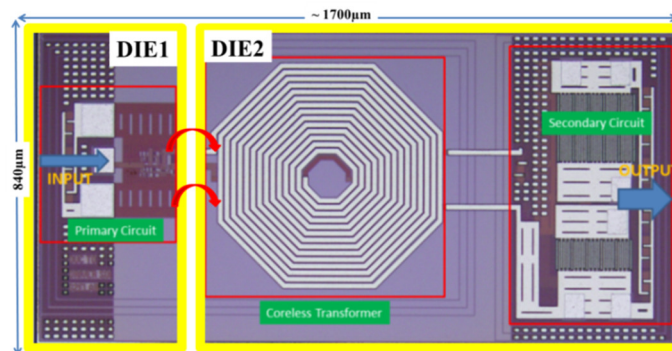 ~ 1700μm
DIE1
DIE2
840μm
INPUT
Secondary Circuit
OUTPUT
Primary Circuit
Coreless Transformer